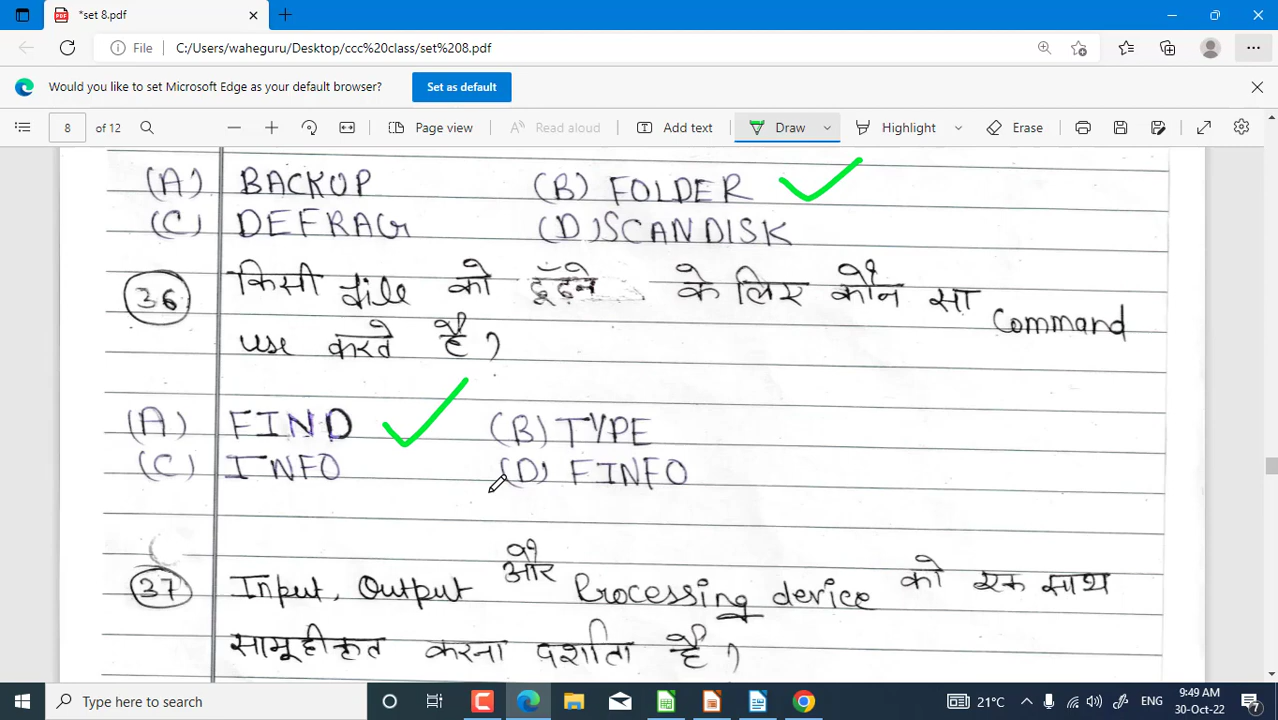 *set 8.pdf
File C:/Users/waheguru/Desktop/ccc%20class/set%208.pdf
Would you like to set Microsoft Edge as your default browser? Set as default
8 of 12 Page view Read aloud Add text Draw Highlight Erase
(A) BACKUP (B) FOLDER
(C) DEFRAG (D) SCANDISK
36 किसी file को ढूँढ़ने के लिए कौन सा Command
use करते है ?
(A) FIND (B) TYPE
(C) INFO (D) FINFO
37 Input, Output और Processing device को एक साथ
सामूहीकृत करना दर्शाता है ?
Type here to search 21°C ENG 9:49 AM
30-Oct-22 7